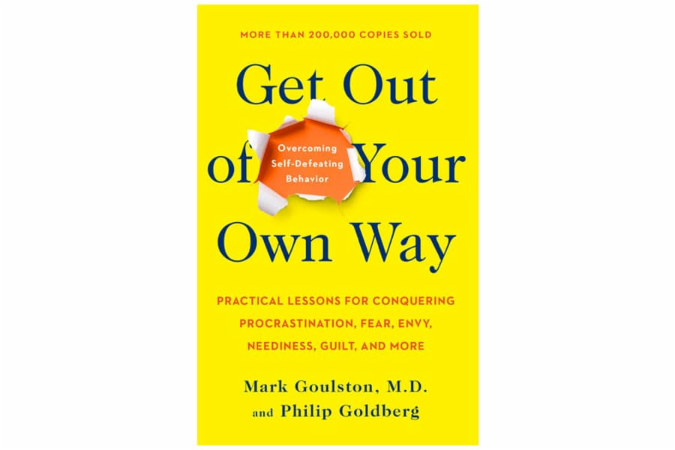 MORE THAN 200,000 COPIES SOLD
Get Out
of Your
Overcoming
Self-Defeating
Behavior
Own Way
PRACTICAL LESSONS FOR CONQUERING
PROCRASTINATION, FEAR, ENVY,
NEEDINESS, GUILT, AND MORE
Mark Goulston, M.D.
and Philip Goldberg